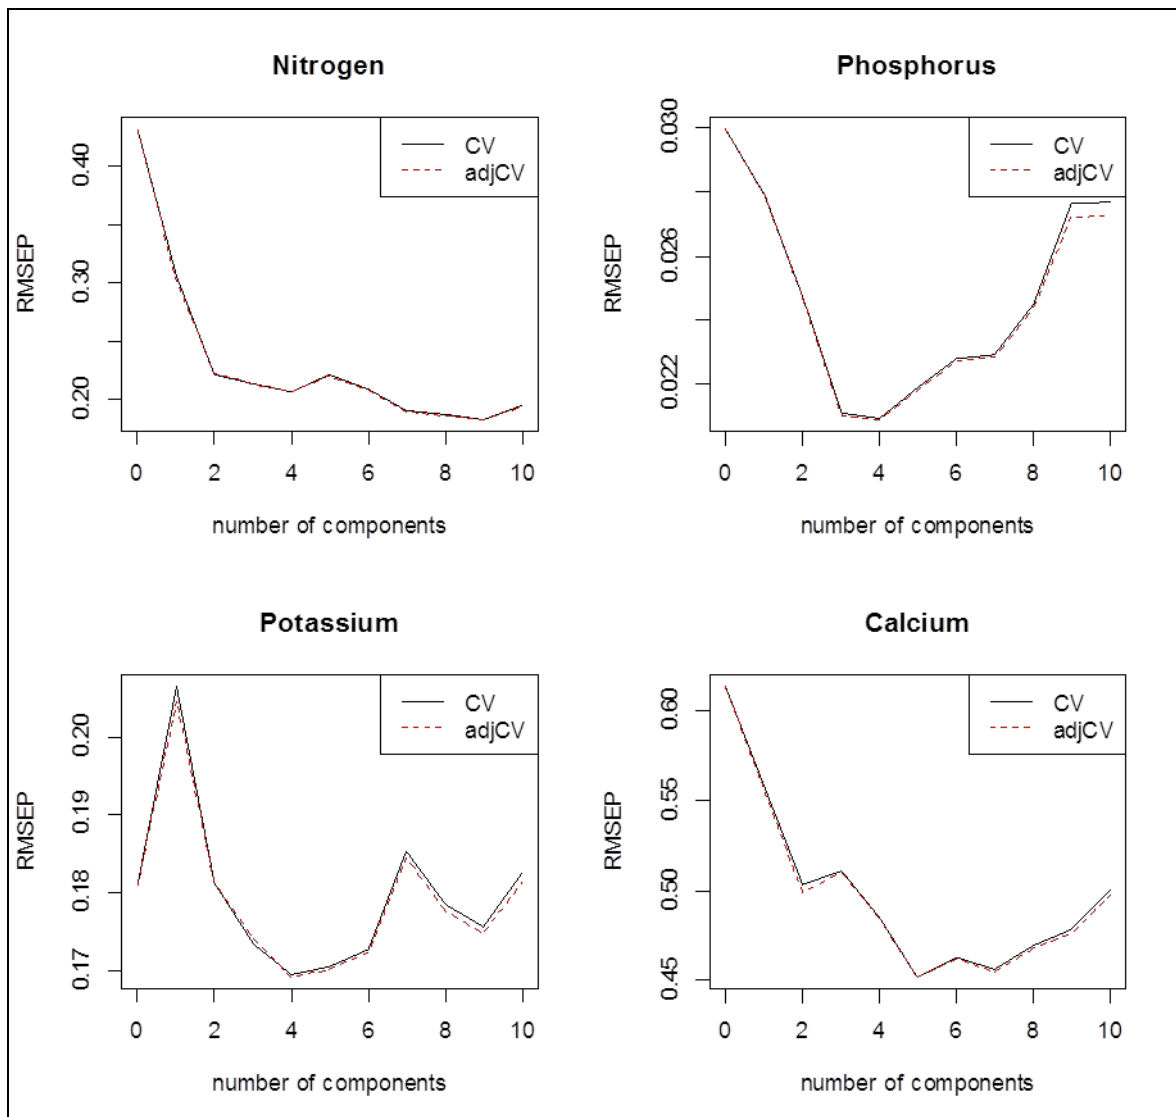 Nitrogen
CV
adjCV
RMSEP
0.40
0.30
0.20
0 2 4 6 8 10
number of components
Phosphorus
CV
adjCV
RMSEP
0.030
0.026
0.022
0 2 4 6 8 10
number of components
Potassium
CV
adjCV
RMSEP
0.20
0.19
0.18
0.17
0 2 4 6 8 10
number of components
Calcium
CV
adjCV
RMSEP
0.60
0.55
0.50
0.45
0 2 4 6 8 10
number of components